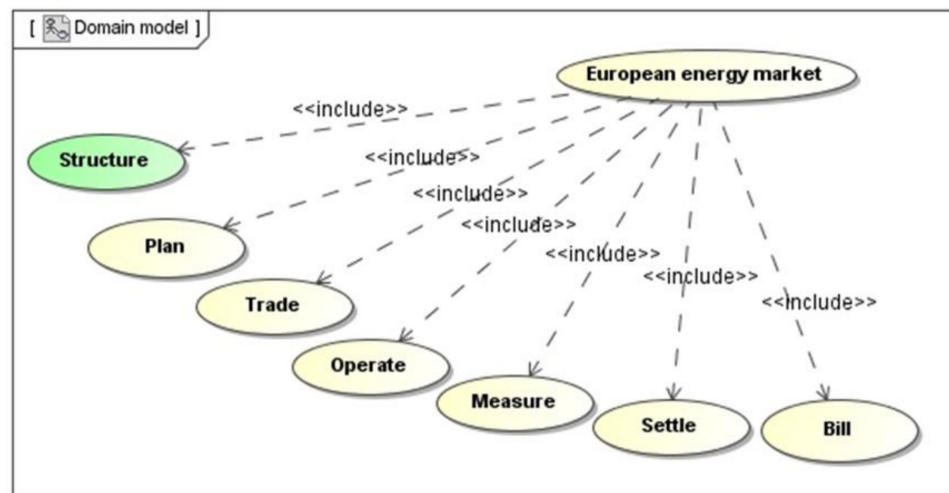 [ Domain model ]
European energy market
<<include>>
Structure
<<include>>
Plan
<<include>>
Trade
<<include>>
Operate
<<include>>
Measure
<<include>>
Settle
<<include>>
Bill